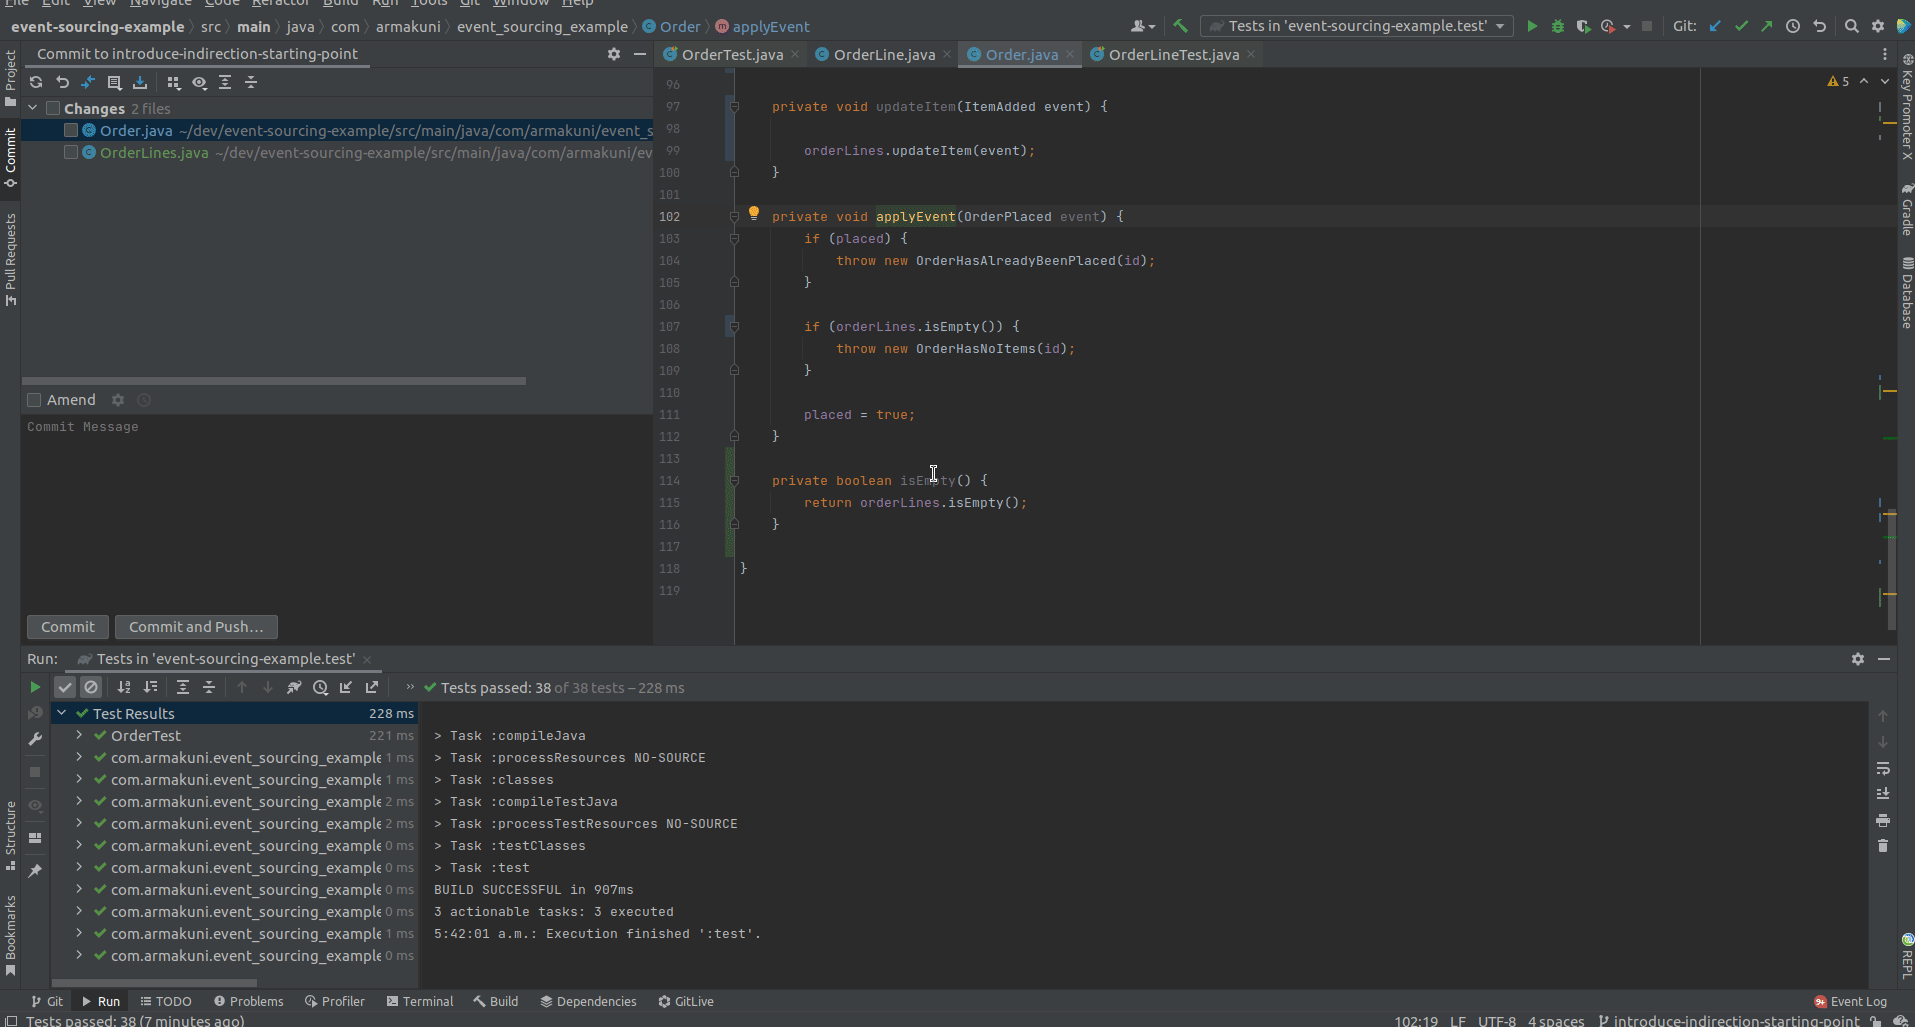 File Edit View Navigate Code Refactor Build Run Tools Git Window Help
event-sourcing-example src main java com armakuni event_sourcing_example Order applyEvent
Tests in 'event-sourcing-example.test'
Git:
Commit to introduce-indirection-starting-point
OrderTest.java
OrderLine.java
Order.java
OrderLineTest.java
Project
Commit
Pull Requests
Structure
Bookmarks
Changes 2 files
Order.java ~/dev/event-sourcing-example/src/main/java/com/armakuni/event_s
OrderLines.java ~/dev/event-sourcing-example/src/main/java/com/armakuni/ev
Amend
Commit Message
Commit
Commit and Push...
5
96
97 private void updateItem(ItemAdded event) {
98
99 orderLines.updateItem(event);
100 }
101
102 private void applyEvent(OrderPlaced event) {
103 if (placed) {
104 throw new OrderHasAlreadyBeenPlaced(id);
105 }
106
107 if (orderLines.isEmpty()) {
108 throw new OrderHasNoItems(id);
109 }
110
111 placed = true;
112 }
113
114 private boolean isEmpty() {
115 return orderLines.isEmpty();
116 }
117
118 }
119
Key Promoter X
Gradle
Database
REPL
Run: Tests in 'event-sourcing-example.test'
» Tests passed: 38 of 38 tests – 228 ms
Test Results 228 ms
OrderTest 221 ms
com.armakuni.event_sourcing_example 1 ms
com.armakuni.event_sourcing_example 1 ms
com.armakuni.event_sourcing_example 2 ms
com.armakuni.event_sourcing_example 2 ms
com.armakuni.event_sourcing_example 0 ms
com.armakuni.event_sourcing_example 0 ms
com.armakuni.event_sourcing_example 0 ms
com.armakuni.event_sourcing_example 0 ms
com.armakuni.event_sourcing_example 1 ms
com.armakuni.event_sourcing_example 0 ms
> Task :compileJava
> Task :processResources NO-SOURCE
> Task :classes
> Task :compileTestJava
> Task :processTestResources NO-SOURCE
> Task :testClasses
> Task :test
BUILD SUCCESSFUL in 907ms
3 actionable tasks: 3 executed
5:42:01 a.m.: Execution finished ':test'.
Git Run TODO Problems Profiler Terminal Build Dependencies GitLive
9+ Event Log
Tests passed: 38 (7 minutes ago)
102:19 LF UTF-8 4 spaces introduce-indirection-starting-point